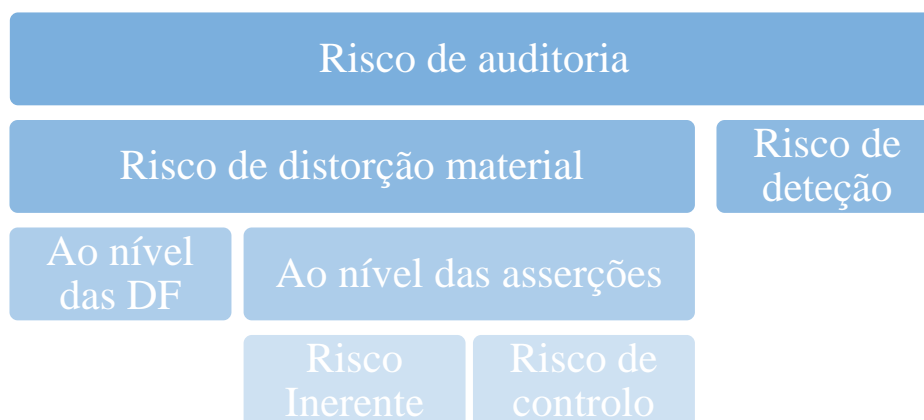 Risco de auditoria
Risco de distorção material
Risco de
deteção
Ao nível
das DF
Ao nível das asserções
Risco
Inerente
Risco de
controlo